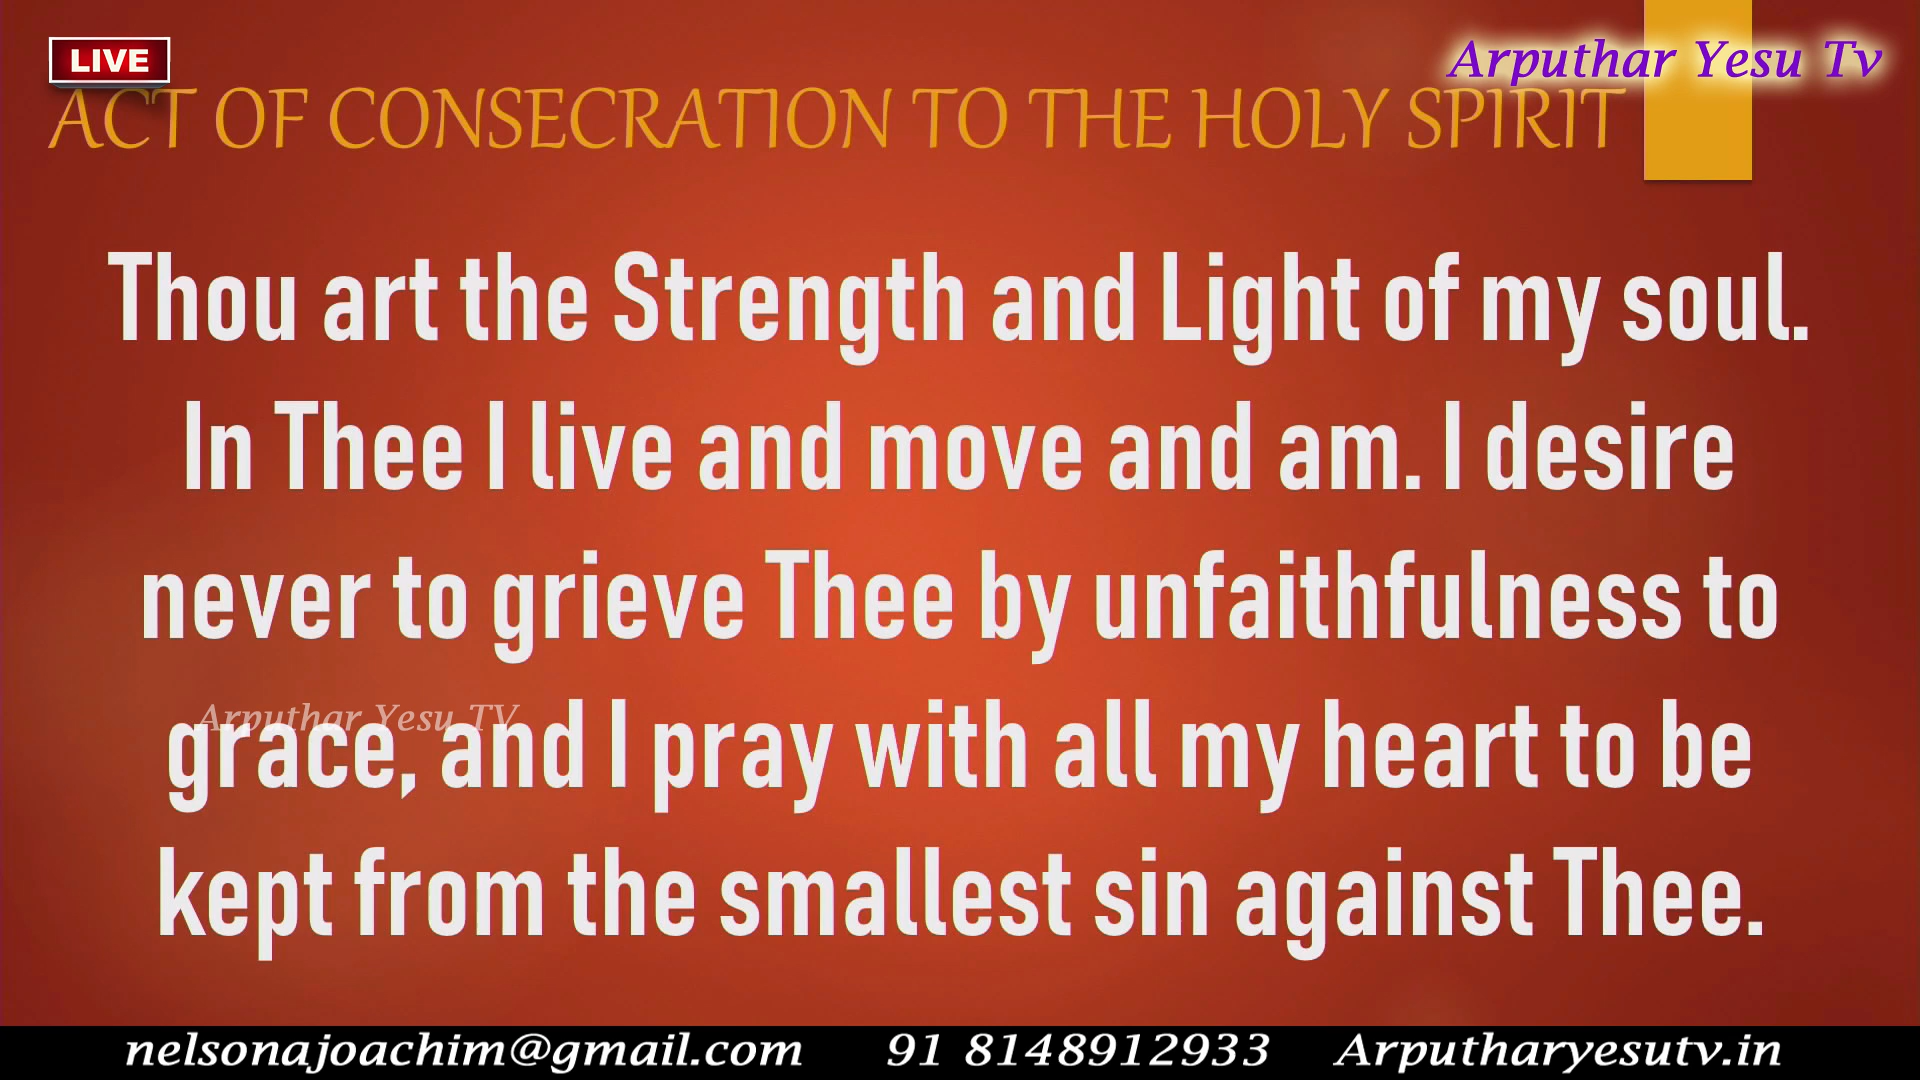 LIVE
Arputhar Yesu Tv
ACT OF CONSECRATION TO THE HOLY SPIRIT
Thou art the Strength and Light of my soul.
In Thee I live and move and am. I desire
never to grieve Thee by unfaithfulness to
Arputhar Yesu TV
grace, and I pray with all my heart to be
kept from the smallest sin against Thee.
nelsonajoachim@gmail.com 91 8148912933 Arputharyesutv.in